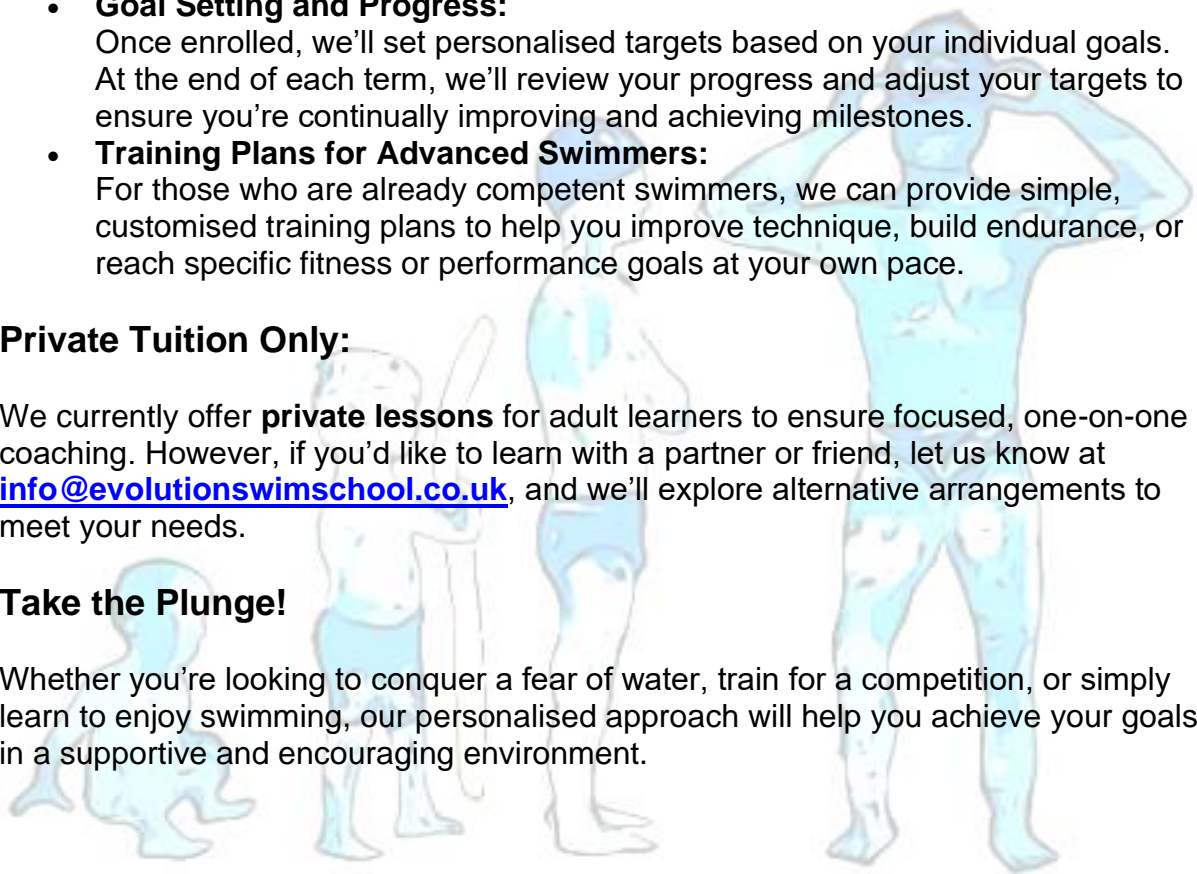 • Goal Setting and Progress:
Once enrolled, we’ll set personalised targets based on your individual goals.
At the end of each term, we’ll review your progress and adjust your targets to
ensure you’re continually improving and achieving milestones.
• Training Plans for Advanced Swimmers:
For those who are already competent swimmers, we can provide simple,
customised training plans to help you improve technique, build endurance, or
reach specific fitness or performance goals at your own pace.
Private Tuition Only:
We currently offer private lessons for adult learners to ensure focused, one-on-one
coaching. However, if you’d like to learn with a partner or friend, let us know at
info@evolutionswimschool.co.uk, and we’ll explore alternative arrangements to
meet your needs.
Take the Plunge!
Whether you’re looking to conquer a fear of water, train for a competition, or simply
learn to enjoy swimming, our personalised approach will help you achieve your goals
in a supportive and encouraging environment.